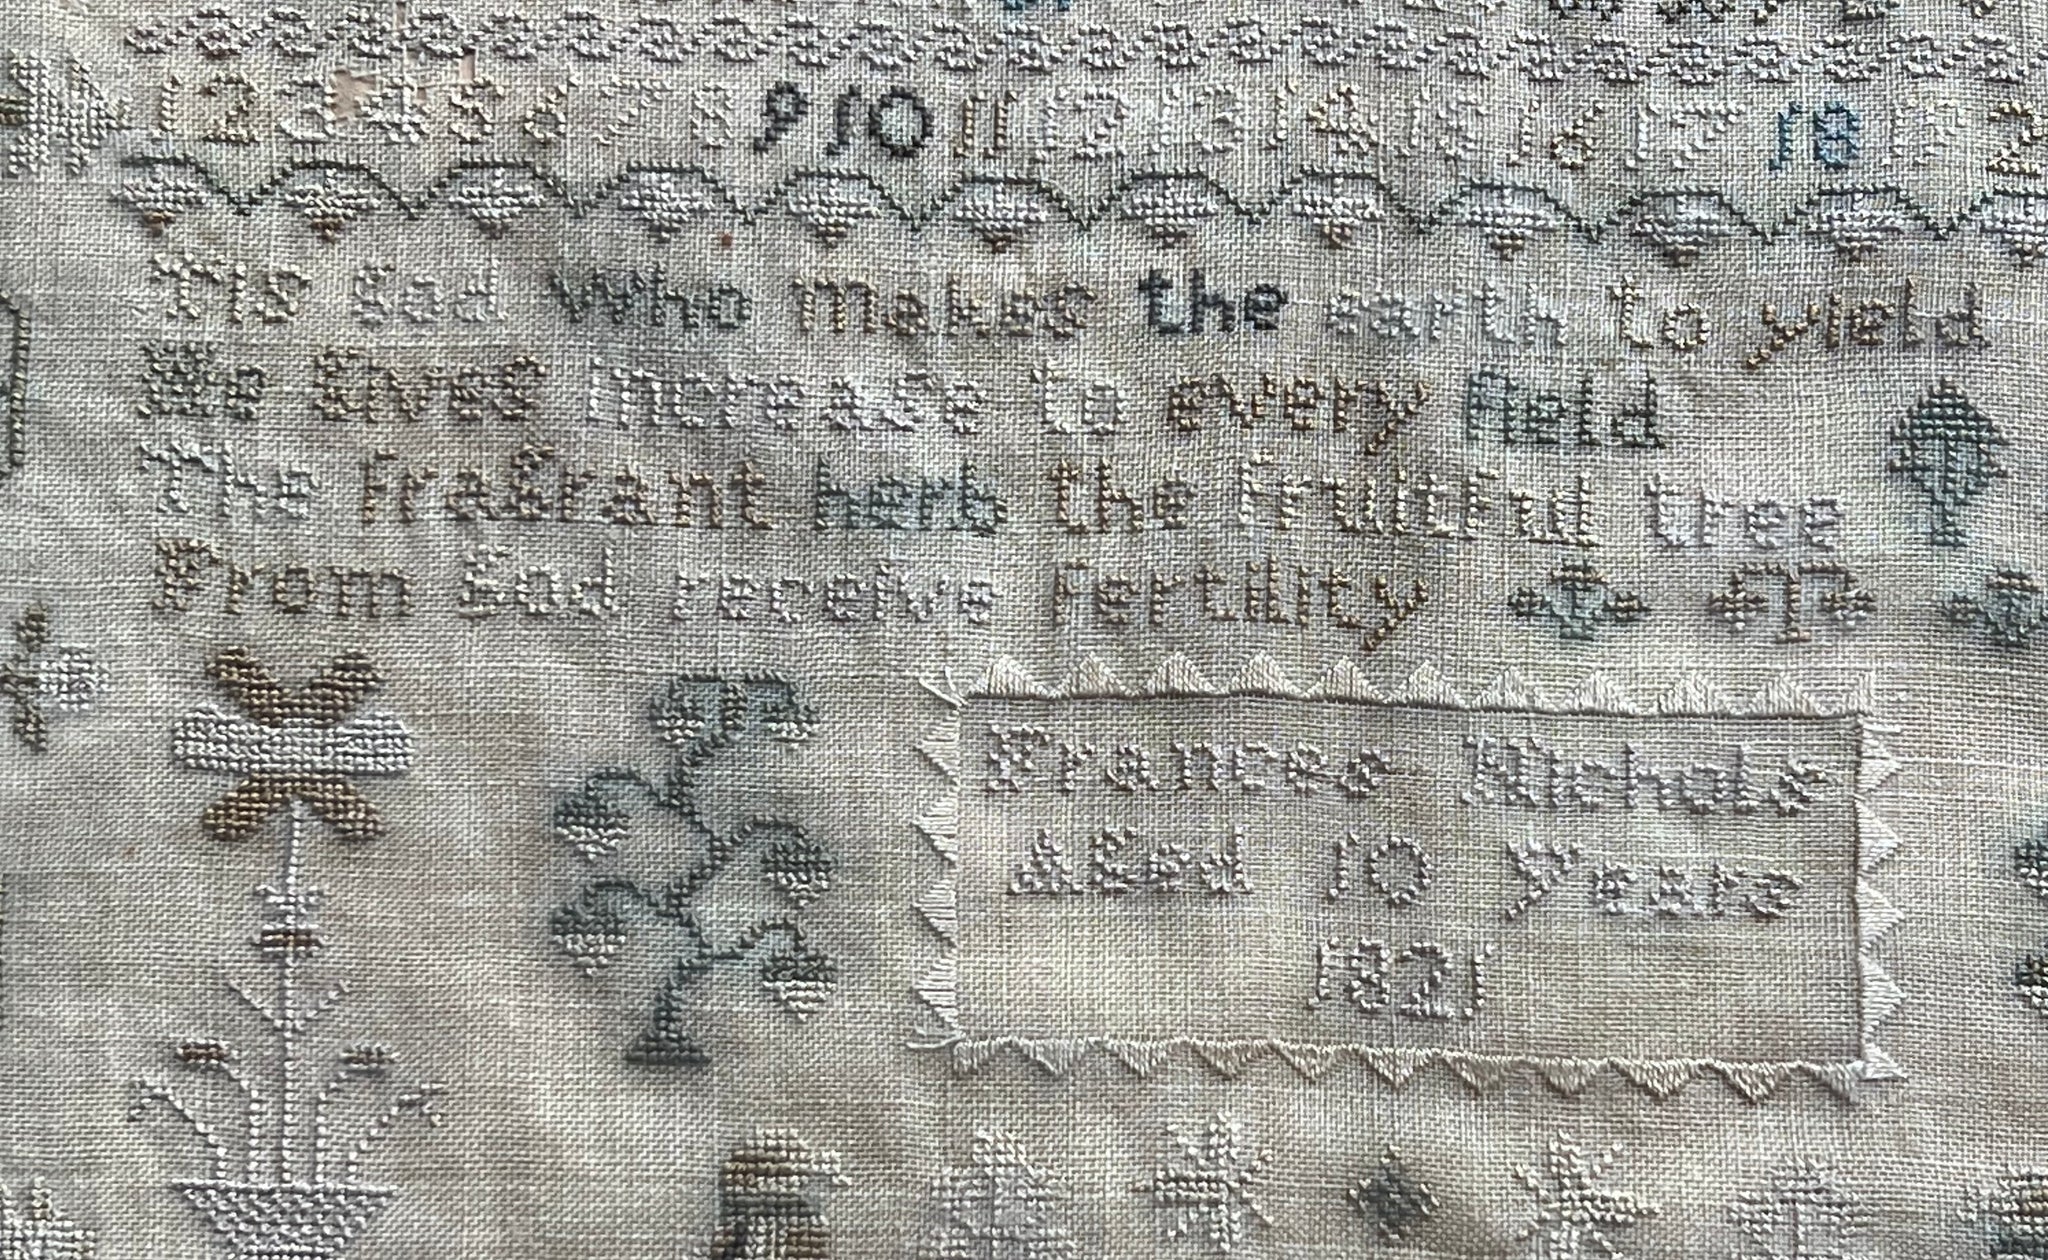 1 2 3 4 5 6 7 8 9 10 11 12 13 14 15 16 17 18 19 2
Tis God Who makes the earth to yield
He Gives increase to every field
The fragrant herb the fruitful tree
From God receive fertility
Frances Nichols
Aged 10 Years
1821